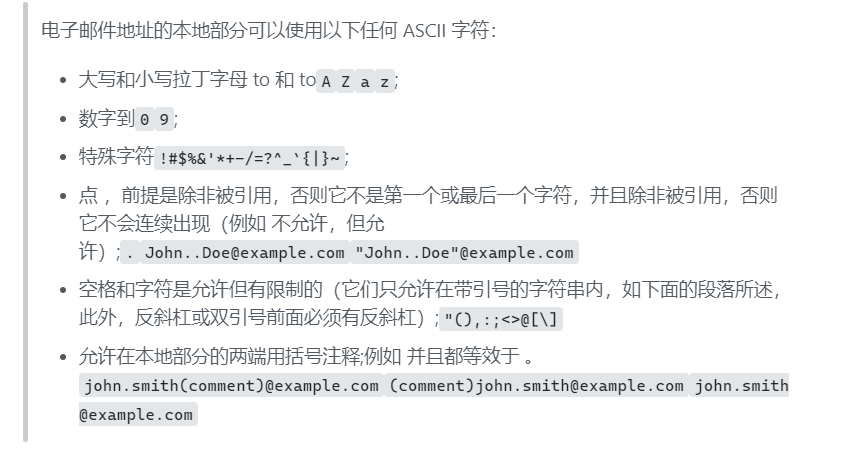 电子邮件地址的本地部分可以使用以下任何 ASCII 字符：
• 大写和小写拉丁字母 to 和 to A Z a z;
• 数字到 0 9;
• 特殊字符 !#$%&'*+-/=?^_`{|}~;
• 点 ，前提是除非被引用，否则它不是第一个或最后一个字符，并且除非被引用，否则
它不会连续出现（例如 不允许，但允
许）; . John..Doe@example.com "John..Doe"@example.com
• 空格和字符是允许但有限制的（它们只允许在带引号的字符串内，如下面的段落所述，
此外，反斜杠或双引号前面必须有反斜杠）; "(),:;<>@[\]
• 允许在本地部分的两端用括号注释;例如 并且都等效于 。
john.smith(comment)@example.com (comment)john.smith@example.com john.smith
@example.com